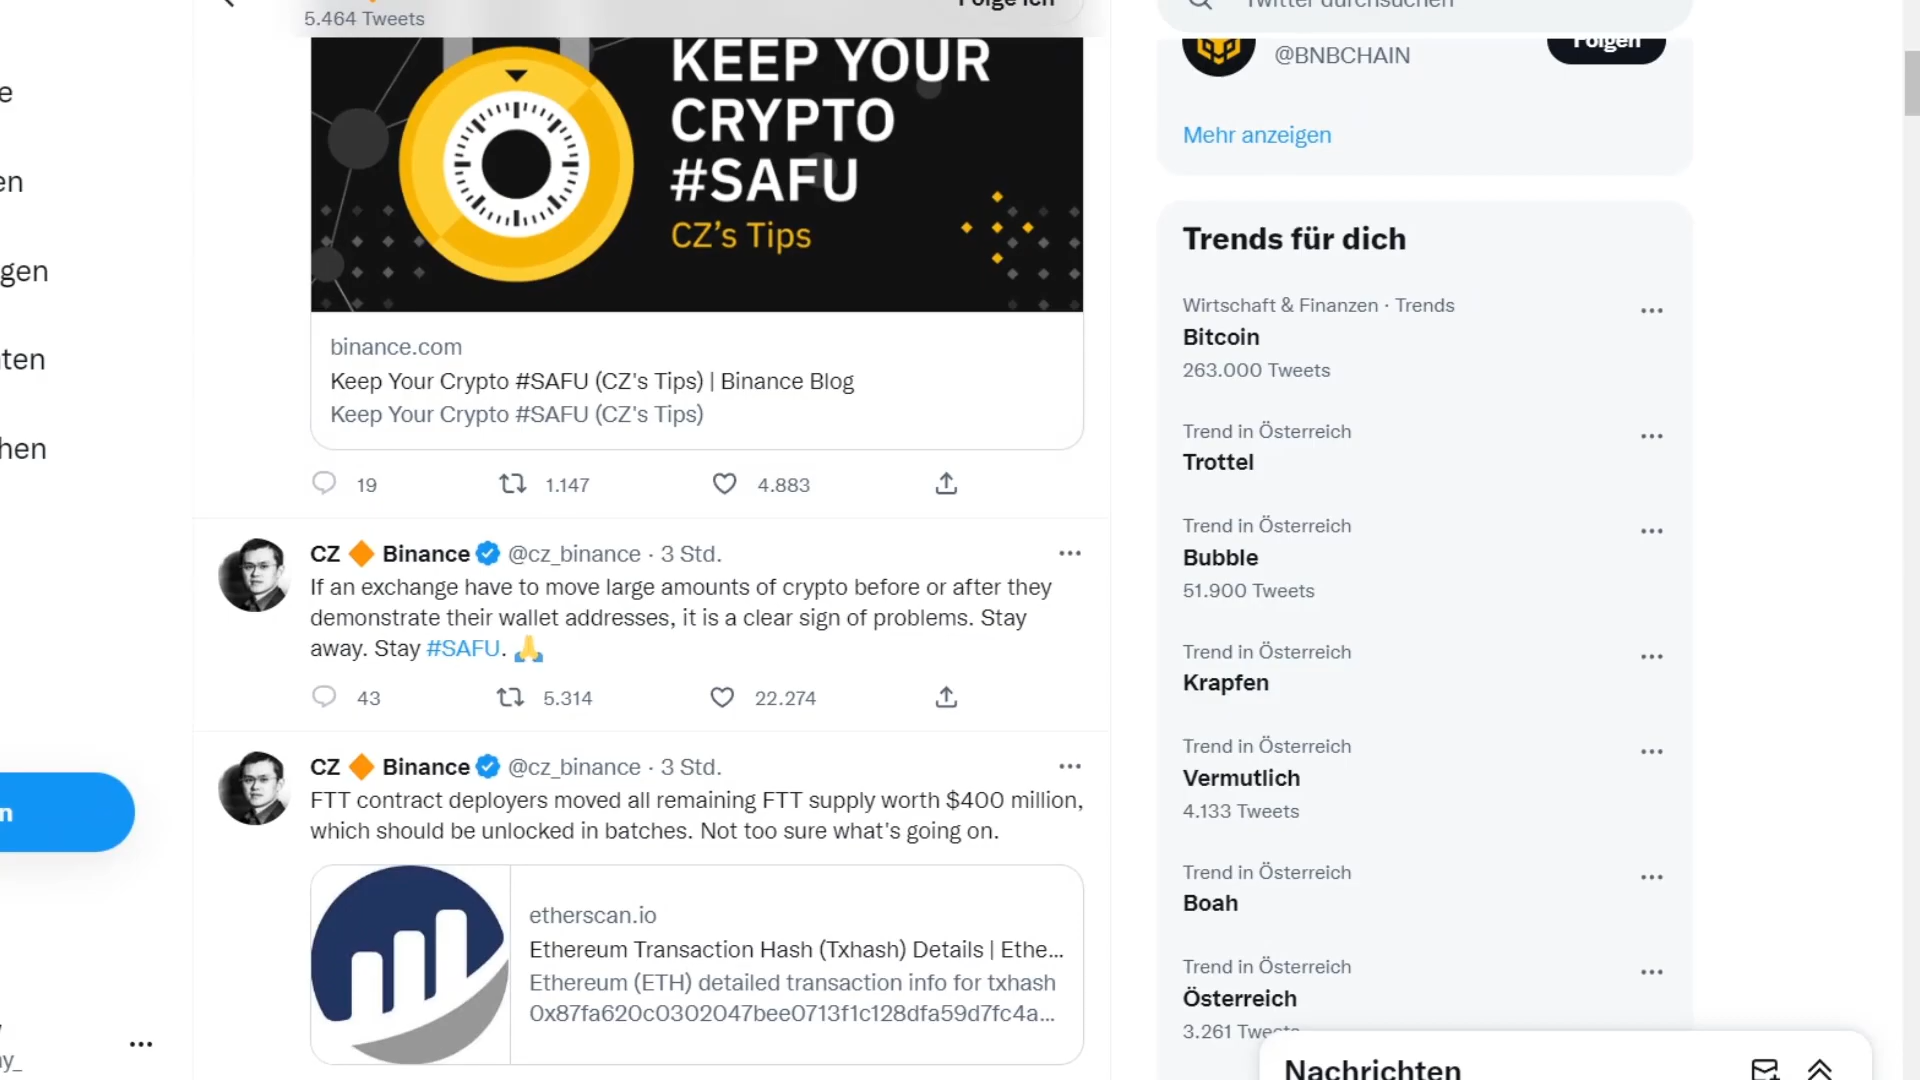 5.464 Tweets
Folge ich
e
en
gen
ten
hen
n
ny_
KEEP YOUR
CRYPTO
#SAFU
CZ's Tips
binance.com
Keep Your Crypto #SAFU (CZ's Tips) | Binance Blog
Keep Your Crypto #SAFU (CZ's Tips)
19 1.147 4.883
CZ 🔶 Binance @cz_binance · 3 Std.
If an exchange have to move large amounts of crypto before or after they
demonstrate their wallet addresses, it is a clear sign of problems. Stay
away. Stay #SAFU. 🙏
43 5.314 22.274
CZ 🔶 Binance @cz_binance · 3 Std.
FTT contract deployers moved all remaining FTT supply worth $400 million,
which should be unlocked in batches. Not too sure what's going on.
etherscan.io
Ethereum Transaction Hash (Txhash) Details | Ethe...
Ethereum (ETH) detailed transaction info for txhash
0x87fa620c0302047bee0713f1c128dfa59d7fc4a...
Twitter durchsuchen
@BNBCHAIN
Folgen
Mehr anzeigen
Trends für dich
Wirtschaft & Finanzen · Trends
Bitcoin
263.000 Tweets
Trend in Österreich
Trottel
Trend in Österreich
Bubble
51.900 Tweets
Trend in Österreich
Krapfen
Trend in Österreich
Vermutlich
4.133 Tweets
Trend in Österreich
Boah
Trend in Österreich
Österreich
3.261 Tweets
Nachrichten